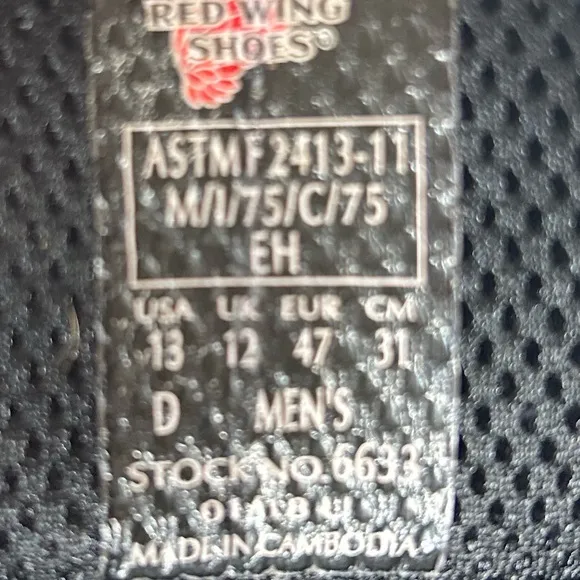 RED WING
SHOES®
ASTM F2413-11
M/I/75/C/75
EH
USA UK EUR CM
13 12 47 31
D MEN'S
STOCK NO. 6633
MADE IN CAMBODIA